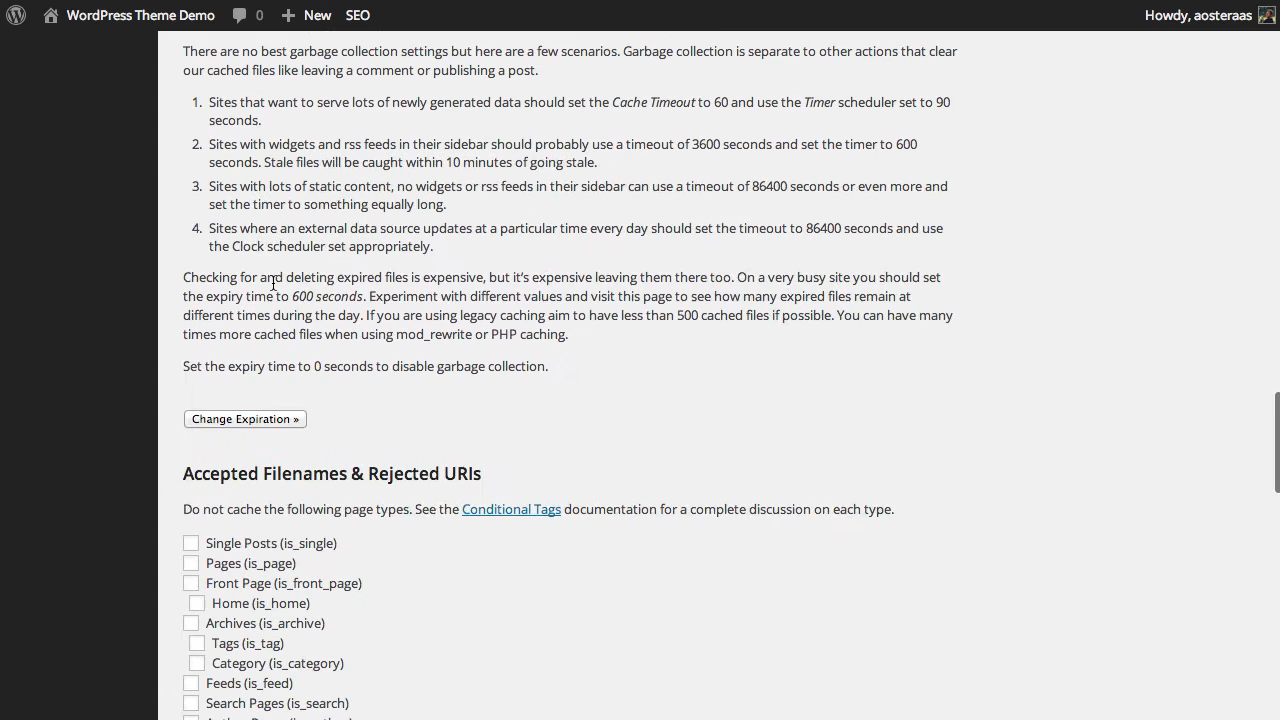 WordPress Theme Demo 0 New SEO Howdy, aosteraas
There are no best garbage collection settings but here are a few scenarios. Garbage collection is separate to other actions that clear
our cached files like leaving a comment or publishing a post.
1. Sites that want to serve lots of newly generated data should set the Cache Timeout to 60 and use the Timer scheduler set to 90
seconds.
2. Sites with widgets and rss feeds in their sidebar should probably use a timeout of 3600 seconds and set the timer to 600
seconds. Stale files will be caught within 10 minutes of going stale.
3. Sites with lots of static content, no widgets or rss feeds in their sidebar can use a timeout of 86400 seconds or even more and
set the timer to something equally long.
4. Sites where an external data source updates at a particular time every day should set the timeout to 86400 seconds and use
the Clock scheduler set appropriately.
Checking for and deleting expired files is expensive, but it’s expensive leaving them there too. On a very busy site you should set
the expiry time to 600 seconds. Experiment with different values and visit this page to see how many expired files remain at
different times during the day. If you are using legacy caching aim to have less than 500 cached files if possible. You can have many
times more cached files when using mod_rewrite or PHP caching.
Set the expiry time to 0 seconds to disable garbage collection.
Change Expiration »
Accepted Filenames & Rejected URIs
Do not cache the following page types. See the Conditional Tags documentation for a complete discussion on each type.
Single Posts (is_single)
Pages (is_page)
Front Page (is_front_page)
Home (is_home)
Archives (is_archive)
Tags (is_tag)
Category (is_category)
Feeds (is_feed)
Search Pages (is_search)